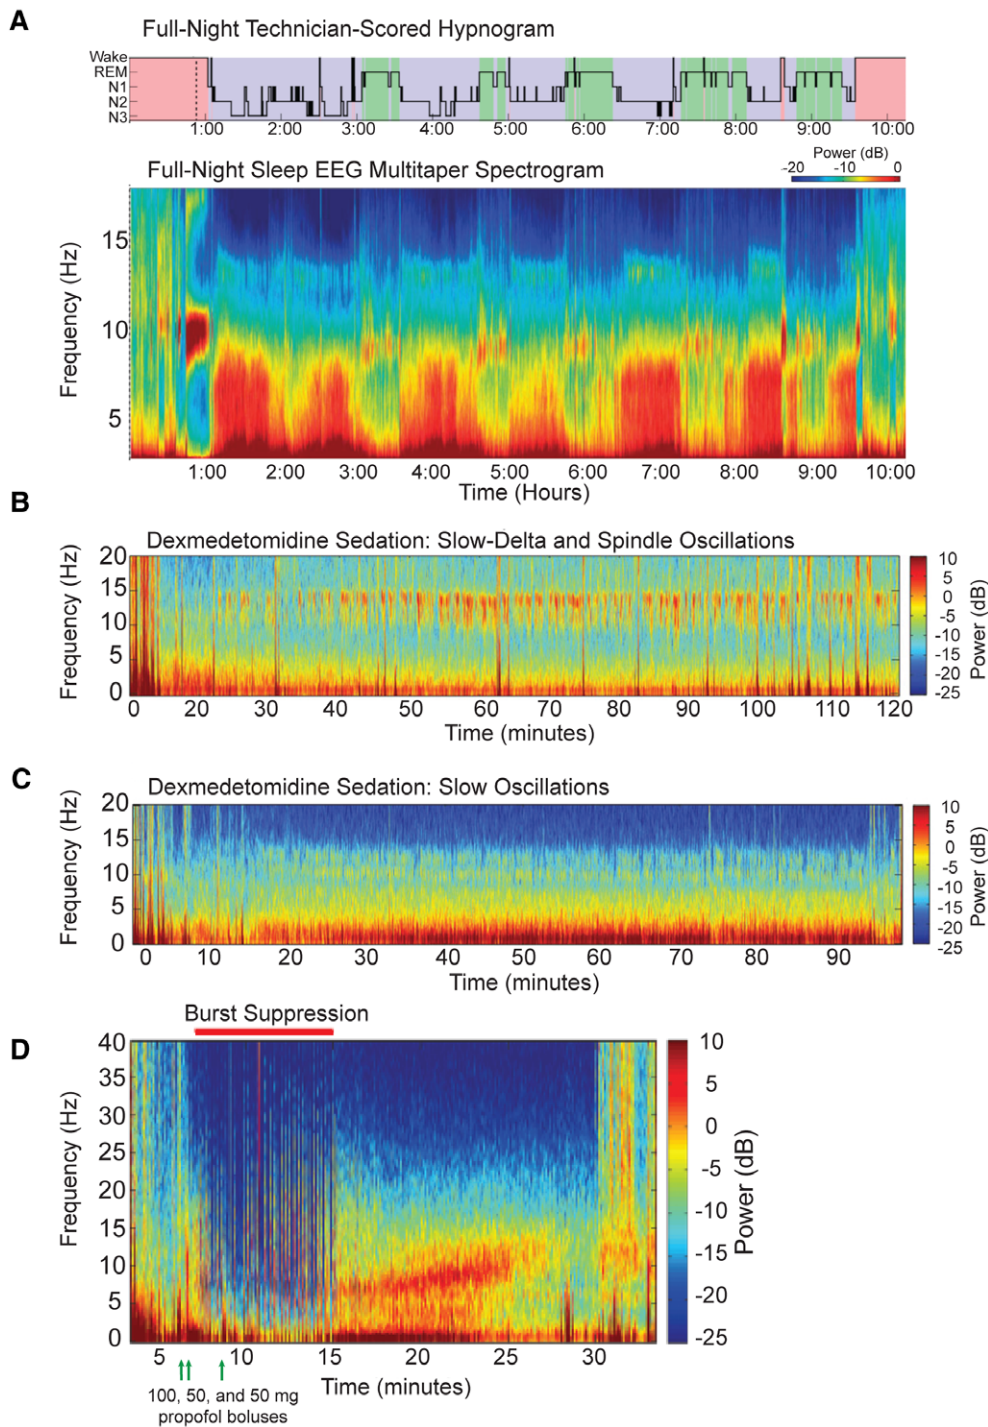 A
Full-Night Technician-Scored Hypnogram
Wake
REM
N1
N2
N3
1:00 2:00 3:00 4:00 5:00 6:00 7:00 8:00 9:00 10:00
Full-Night Sleep EEG Multitaper Spectrogram
Power (dB)
-20 -10 0
Frequency (Hz)
15
10
5
1:00 2:00 3:00 4:00 5:00 6:00 7:00 8:00 9:00 10:00
Time (Hours)
B
Dexmedetomidine Sedation: Slow-Delta and Spindle Oscillations
Frequency (Hz)
20
15
10
5
0
0 20 30 40 50 60 70 80 90 100 110 120
Time (minutes)
10
5
0
-5
-10
-15
-20
-25
Power (dB)
C
Dexmedetomidine Sedation: Slow Oscillations
Frequency (Hz)
20
15
10
5
0
0 10 20 30 40 50 60 70 80 90
Time (minutes)
10
5
0
-5
-10
-15
-20
-25
Power (dB)
Burst Suppression
D
Frequency (Hz)
40
35
30
25
20
15
10
5
0
5 10 15 20 25 30
Time (minutes)
100, 50, and 50 mg
propofol boluses
10
5
0
-5
-10
-15
-20
-25
Power (dB)